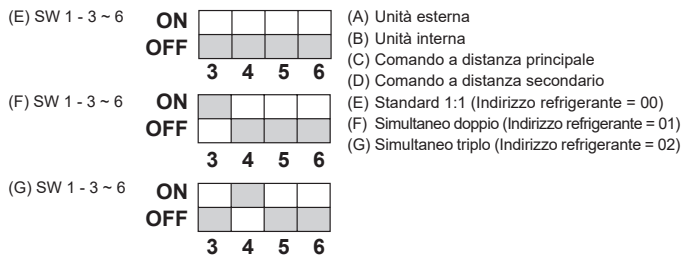 (E) SW 1 - 3 ~ 6
ON
OFF
3 4 5 6
(F) SW 1 - 3 ~ 6
ON
OFF
3 4 5 6
(G) SW 1 - 3 ~ 6
ON
OFF
3 4 5 6
(A) Unità esterna
(B) Unità interna
(C) Comando a distanza principale
(D) Comando a distanza secondario
(E) Standard 1:1 (Indirizzo refrigerante = 00)
(F) Simultaneo doppio (Indirizzo refrigerante = 01)
(G) Simultaneo triplo (Indirizzo refrigerante = 02)